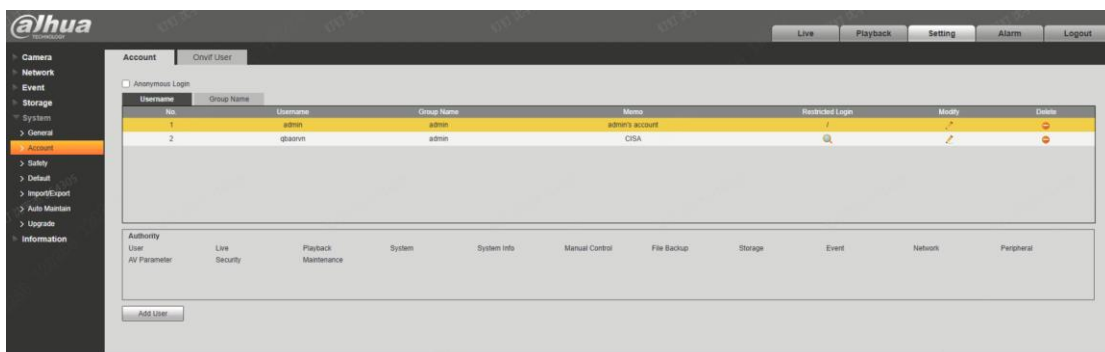 alhua
TECHNOLOGY
Live Playback Setting Alarm Logout
Camera
Network
Event
Storage
System
General
Account
Safety
Default
Import/Export
Auto Maintain
Upgrade
Information
Account Onvif User
Anonymous Login
Username Group Name
No. Username Group Name Memo Restricted Login Modify Delete
1 admin admin admin's account /
2 qbaorvn admin CISA
Authority
User Live Playback System System Info Manual Control File Backup Storage Event Network Peripheral
AV Parameter Security Maintenance
Add User